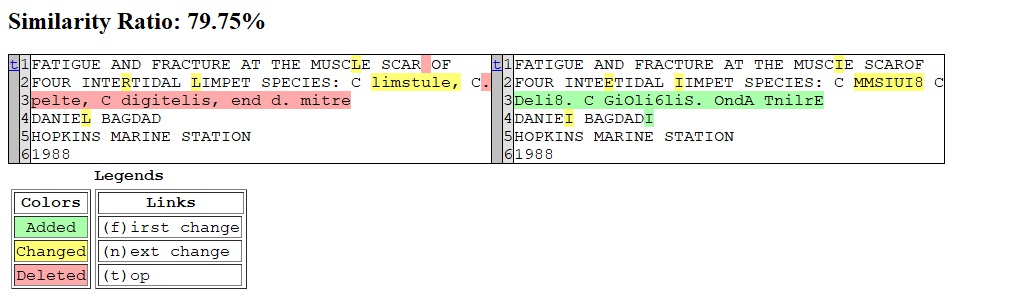 Similarity Ratio: 79.75%
t 1 FATIGUE AND FRACTURE AT THE MUSCLE SCAR OF t 1 FATIGUE AND FRACTURE AT THE MUSCIE SCAROF
2 FOUR INTERTIDAL LIMPET SPECIES: C limstule, C. 2 FOUR INTEETIDAL IIMPET SPECIES: C MMSIUI8 C
3 pelte, C digitelis, end d. mitre 3 Deli8. C GiOli6liS. OndA TnilrE
4 DANIEL BAGDAD 4 DANIEI BAGDADI
5 HOPKINS MARINE STATION 5 HOPKINS MARINE STATION
6 1988 6 1988
Legends
Colors Links
Added (f)irst change
Changed (n)ext change
Deleted (t)op